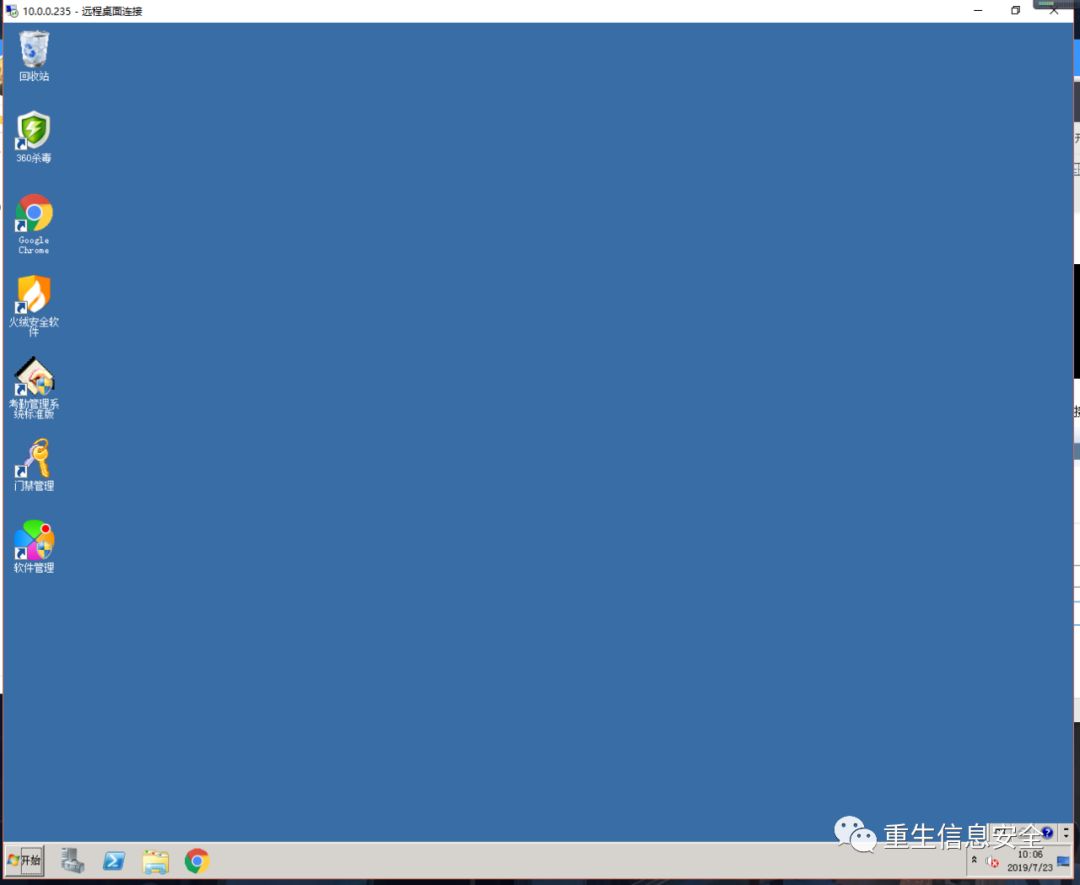 10.0.0.235 - 远程桌面连接
回收站
360杀毒
Google
Chrome
火绒安全软
件
考勤管理系
统标准版
门禁管理
软件管理
重生信息安全
开始
10:06
2019/7/23